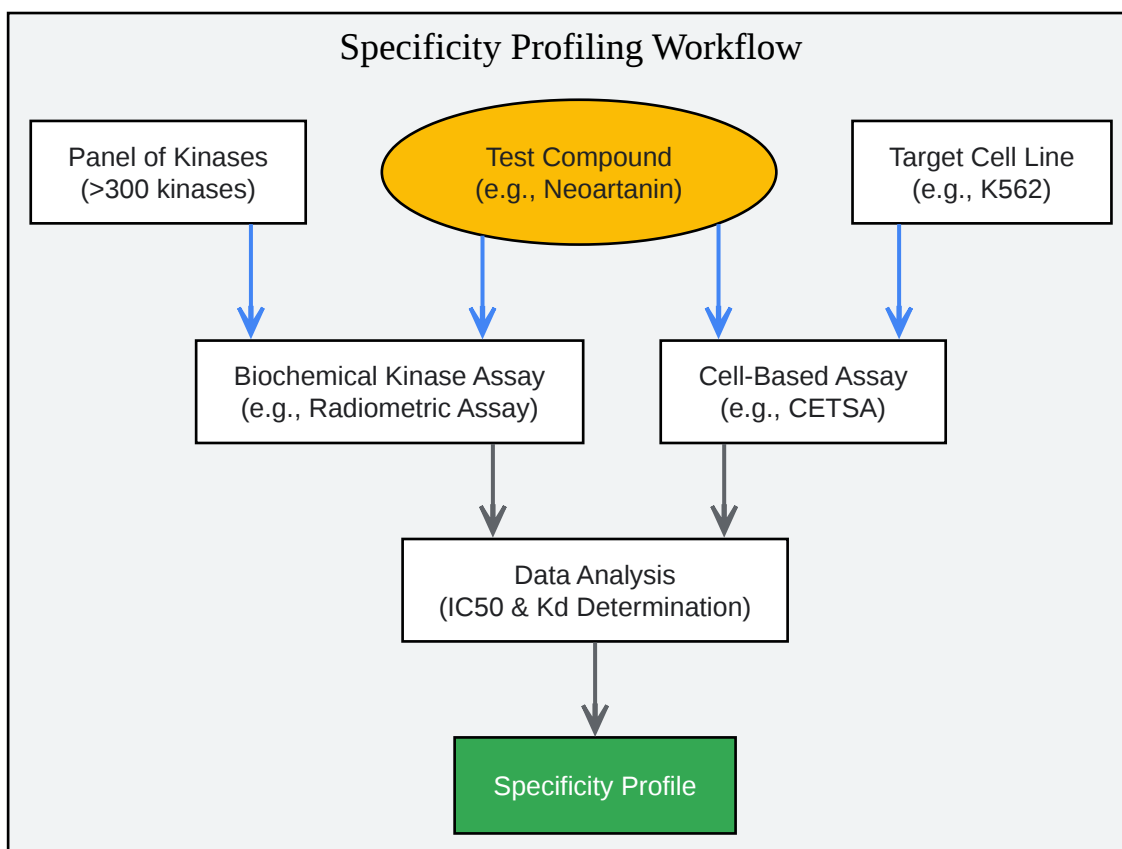 Specificity Profiling Workflow
Panel of Kinases
(>300 kinases)
Test Compound
(e.g., Neoartanin)
Target Cell Line
(e.g., K562)
Biochemical Kinase Assay
(e.g., Radiometric Assay)
Cell-Based Assay
(e.g., CETSA)
Data Analysis
(IC50 & Kd Determination)
Specificity Profile